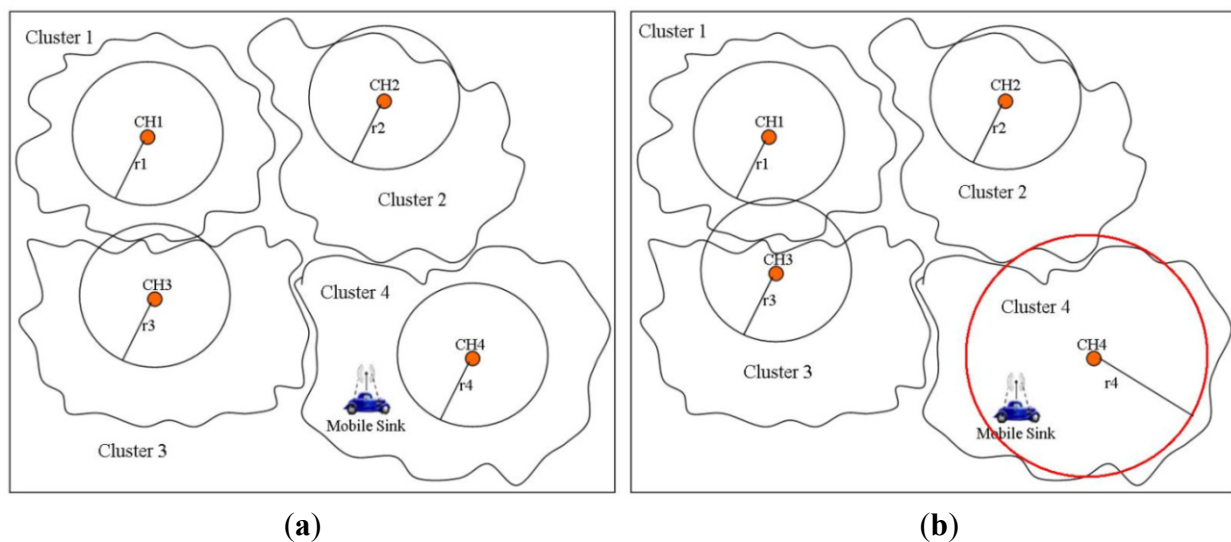 Cluster 1
CH1
r1
CH2
r2
Cluster 2
CH3
r3
Cluster 3
Cluster 4
CH4
r4
Mobile Sink
(a)
Cluster 1
CH1
r1
CH2
r2
Cluster 2
CH3
r3
Cluster 3
Cluster 4
CH4
r4
Mobile Sink
(b)